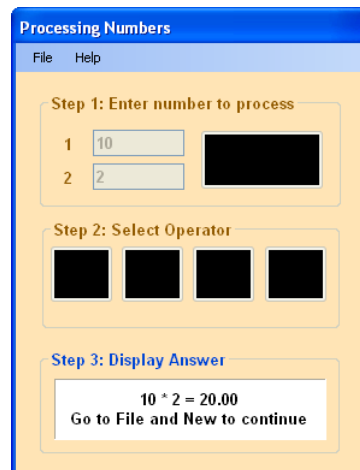 Processing Numbers
File Help
Step 1: Enter number to process
1 10
2 2
Step 2: Select Operator
Step 3: Display Answer
10 * 2 = 20.00
Go to File and New to continue